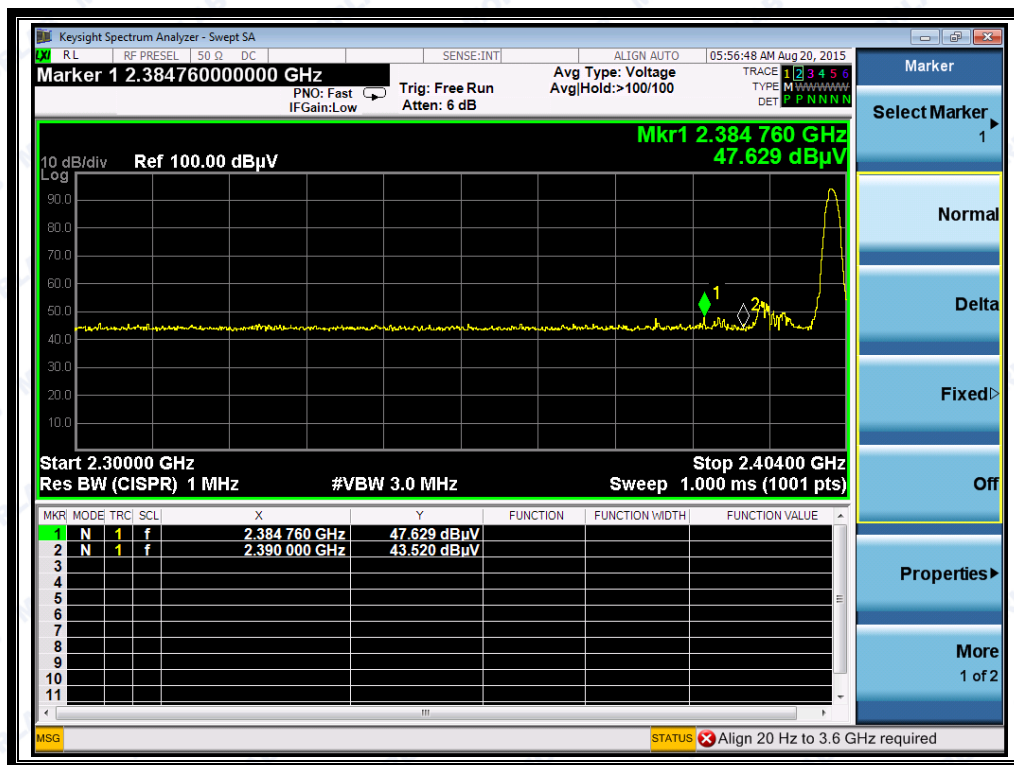 Keysight Spectrum Analyzer - Swept SA
LXI RL RF PRESEL 50 Ω DC SENSE:INT ALIGN AUTO 05:56:48 AM Aug 20, 2015
Marker 1 2.384760000000 GHz
PNO: Fast
IFGain:Low
Trig: Free Run
Atten: 6 dB
Avg Type: Voltage
Avg|Hold:>100/100
TRACE 1 2 3 4 5 6
TYPE M WWWWW
DET P P N N N N
Mkr1 2.384 760 GHz
47.629 dBµV
10 dB/div Ref 100.00 dBµV
Log
90.0
80.0
70.0
60.0
50.0
40.0
30.0
20.0
10.0
1
2
Start 2.30000 GHz
Stop 2.40400 GHz
Res BW (CISPR) 1 MHz
#VBW 3.0 MHz
Sweep 1.000 ms (1001 pts)
MKR MODE TRC SCL X Y FUNCTION FUNCTION WIDTH FUNCTION VALUE
1 N 1 f 2.384 760 GHz 47.629 dBµV
2 N 1 f 2.390 000 GHz 43.520 dBµV
3
4
5
6
7
8
9
10
11
MSG
STATUS Align 20 Hz to 3.6 GHz required
Marker
Select Marker
1
Normal
Delta
Fixed
Off
Properties
More
1 of 2